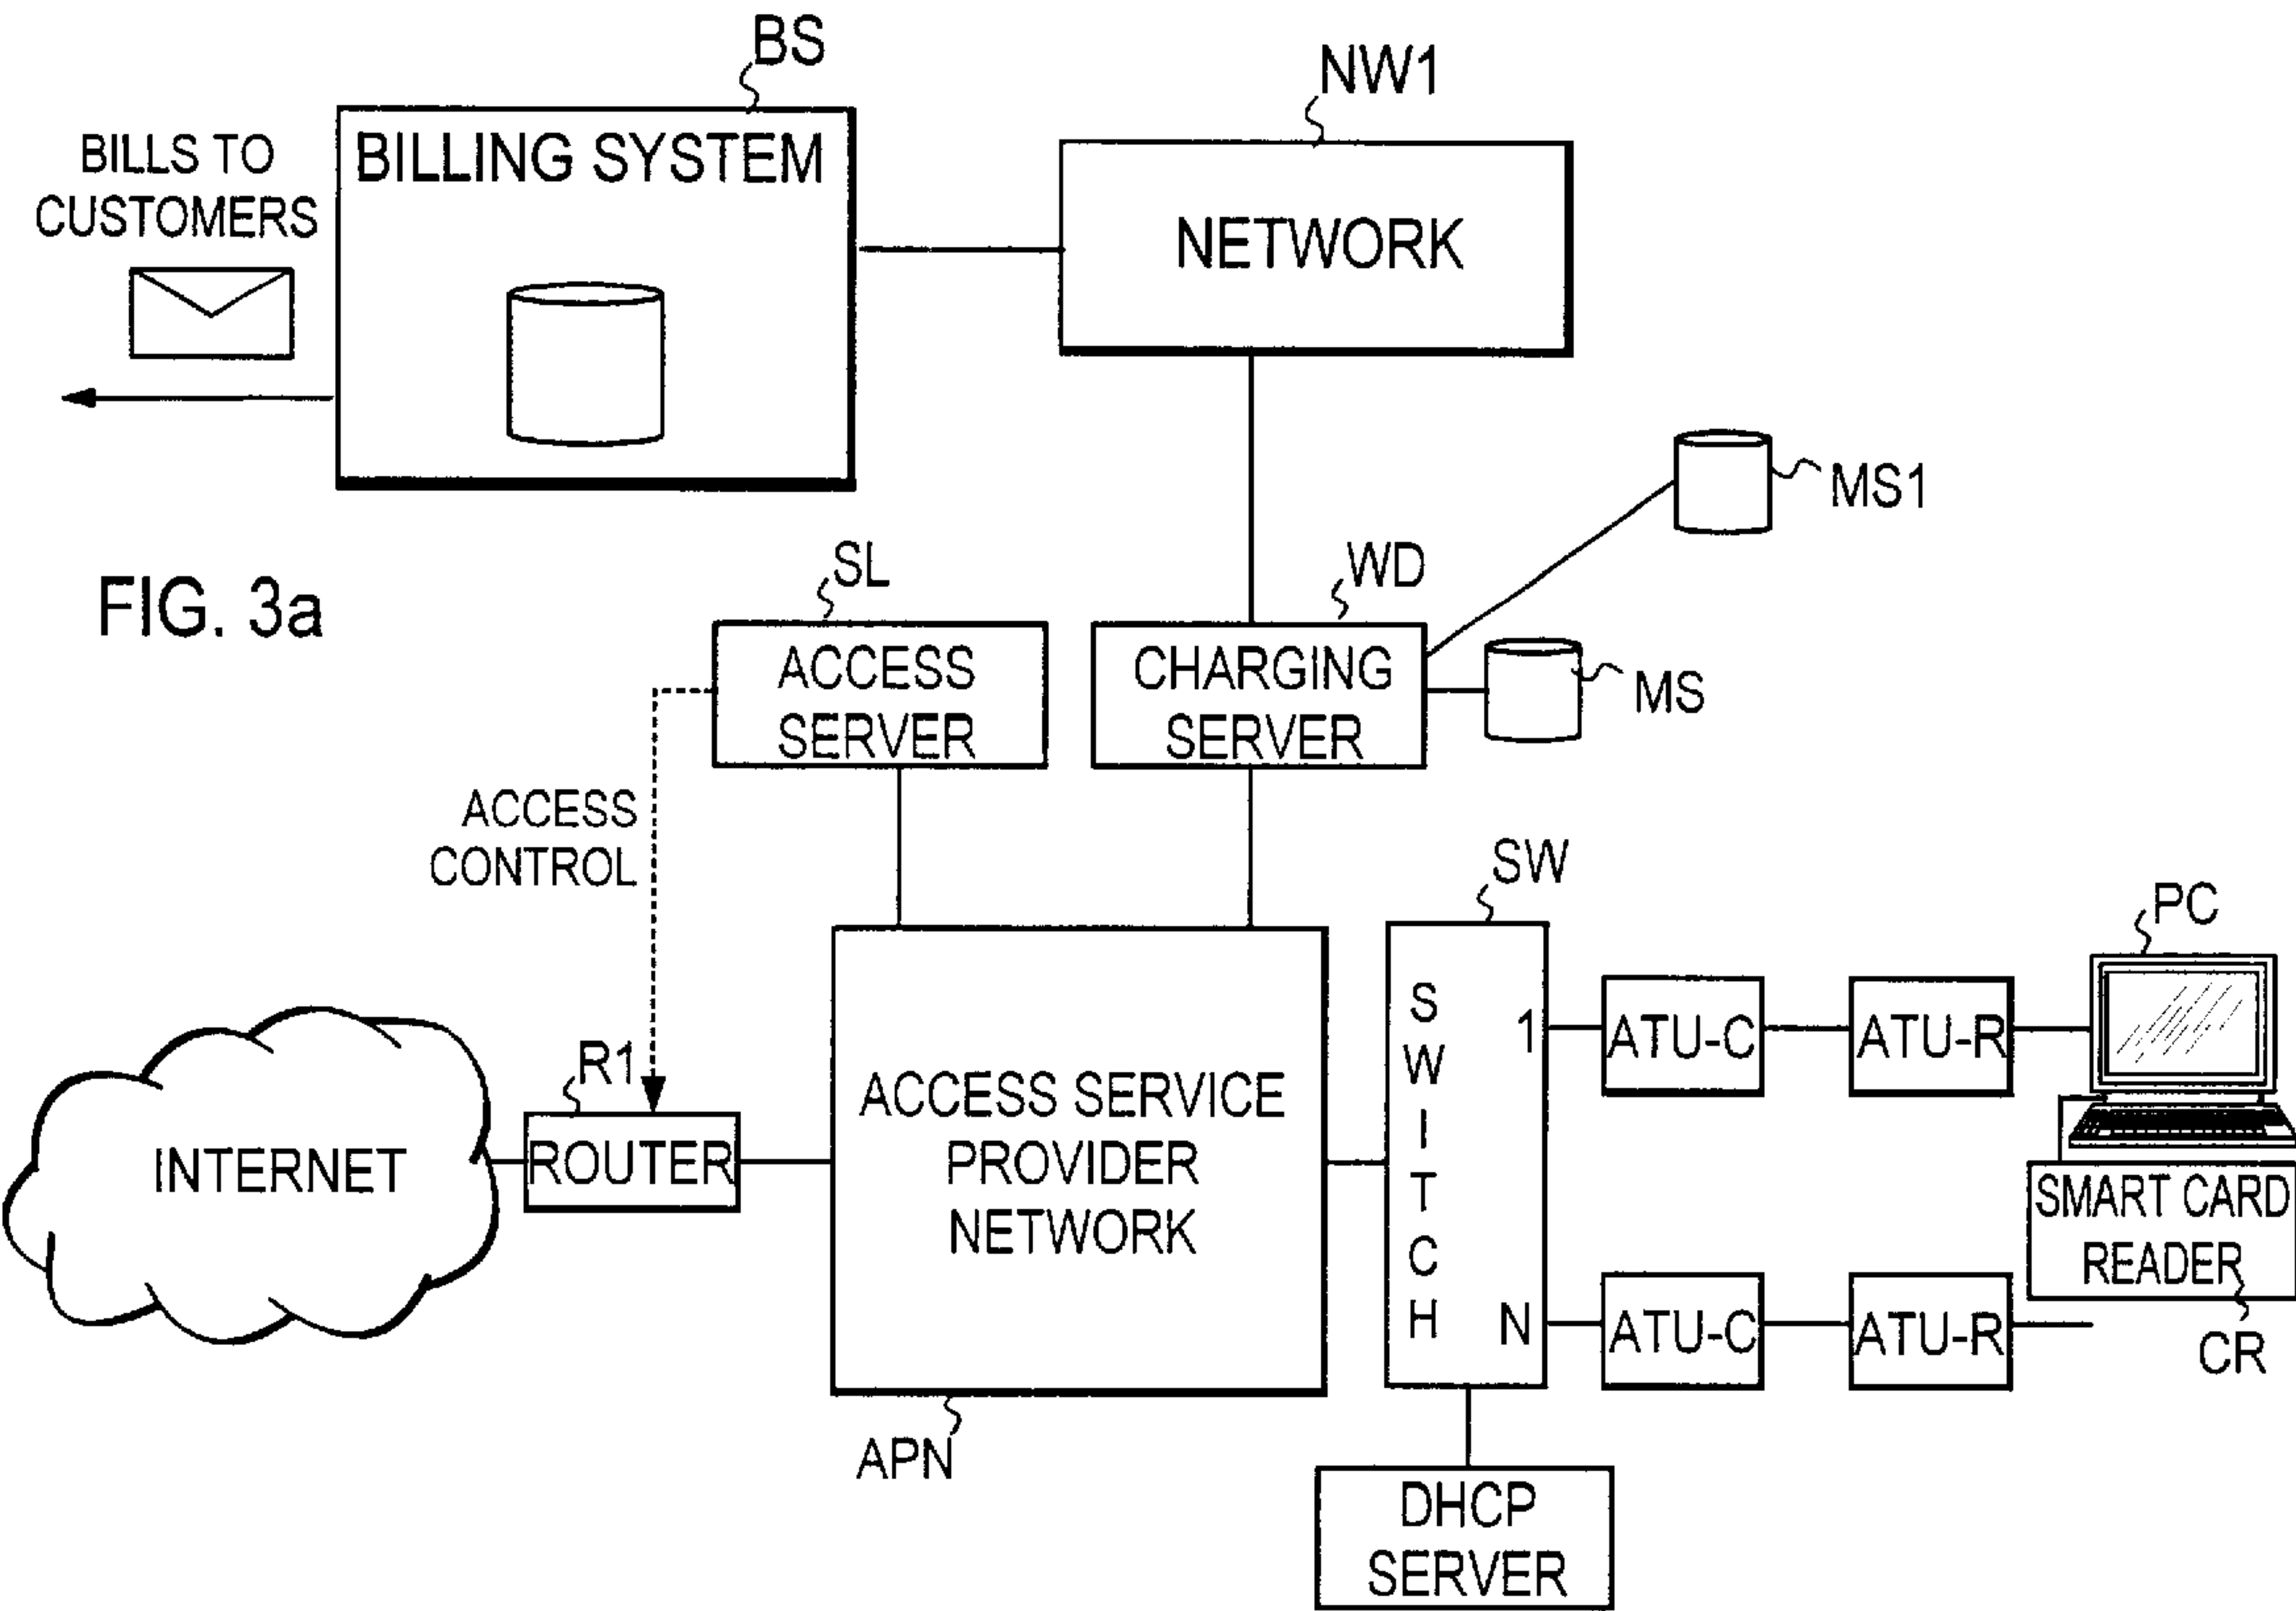 BS
NW1
BILLS TO
CUSTOMERS
BILLING SYSTEM
NETWORK
MS1
FIG. 3a
SL
WD
ACCESS
SERVER
CHARGING
SERVER
MS
ACCESS
CONTROL
SW
PC
SWITCH
1
N
ATU-C
ATU-R
R1
INTERNET
ROUTER
ACCESS SERVICE
PROVIDER
NETWORK
SMART CARD
READER
ATU-C
ATU-R
CR
APN
DHCP
SERVER